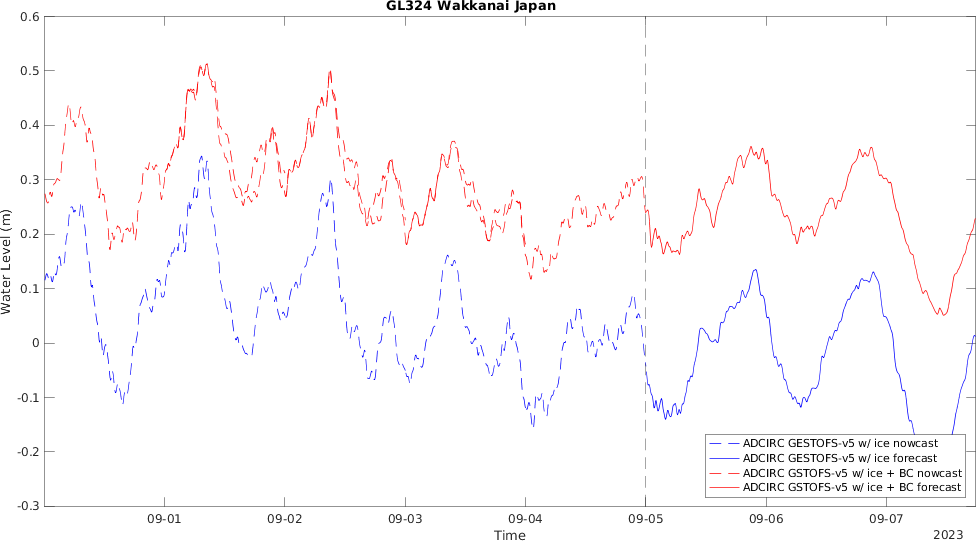 GL324 Wakkanai Japan
0.6
0.5
0.4
0.3
0.2
0.1
0
-0.1
-0.2
-0.3
Water Level (m)
09-01
09-02
09-03
09-04
09-05
09-06
09-07
Time
2023
ADCIRC GESTOFS-v5 w/ ice nowcast
ADCIRC GESTOFS-v5 w/ ice forecast
ADCIRC GSTOFS-v5 w/ ice + BC nowcast
ADCIRC GSTOFS-v5 w/ ice + BC forecast